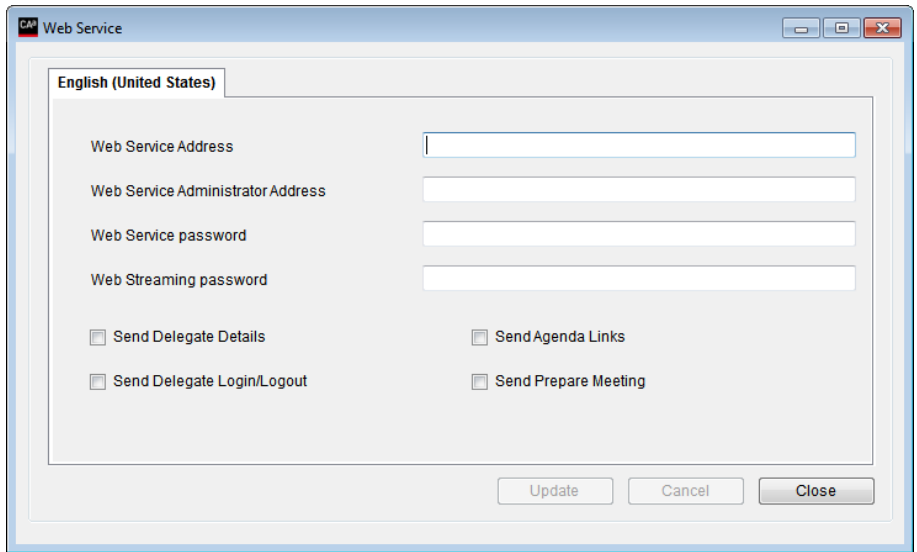 CAa Web Service
English (United States)
Web Service Address
Web Service Administrator Address
Web Service password
Web Streaming password
Send Delegate Details
Send Agenda Links
Send Delegate Login/Logout
Send Prepare Meeting
Update
Cancel
Close